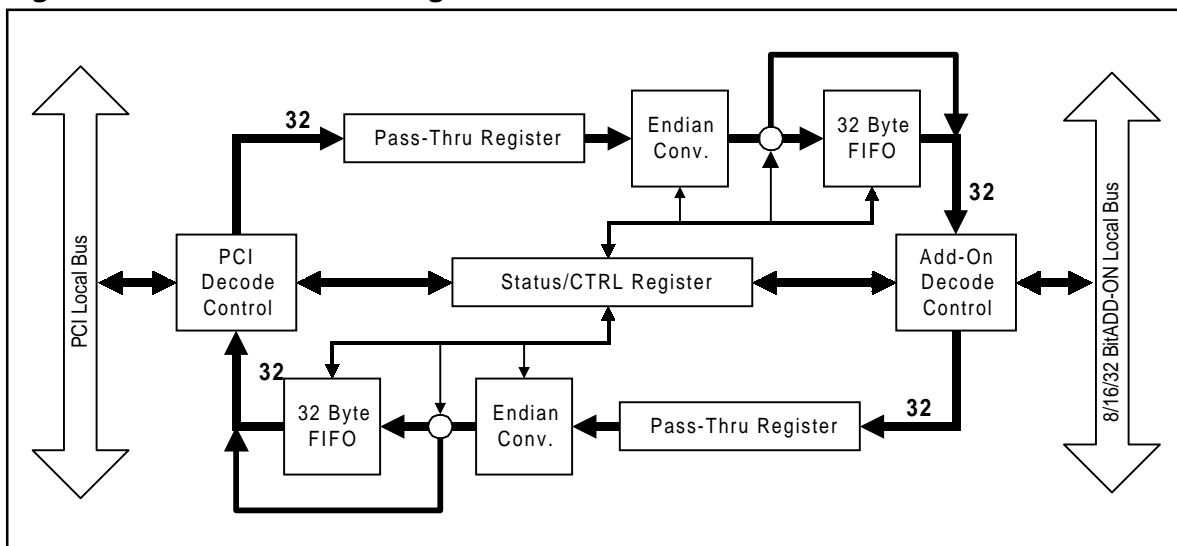 32
Pass-Thru Register
Endian
Conv.
32 Byte
FIFO
32
PCI Local Bus
PCI
Decode
Control
Status/CTRL Register
Add-On
Decode
Control
8/16/32 BitADD-ON Local Bus
32
32 Byte
FIFO
Endian
Conv.
Pass-Thru Register
32